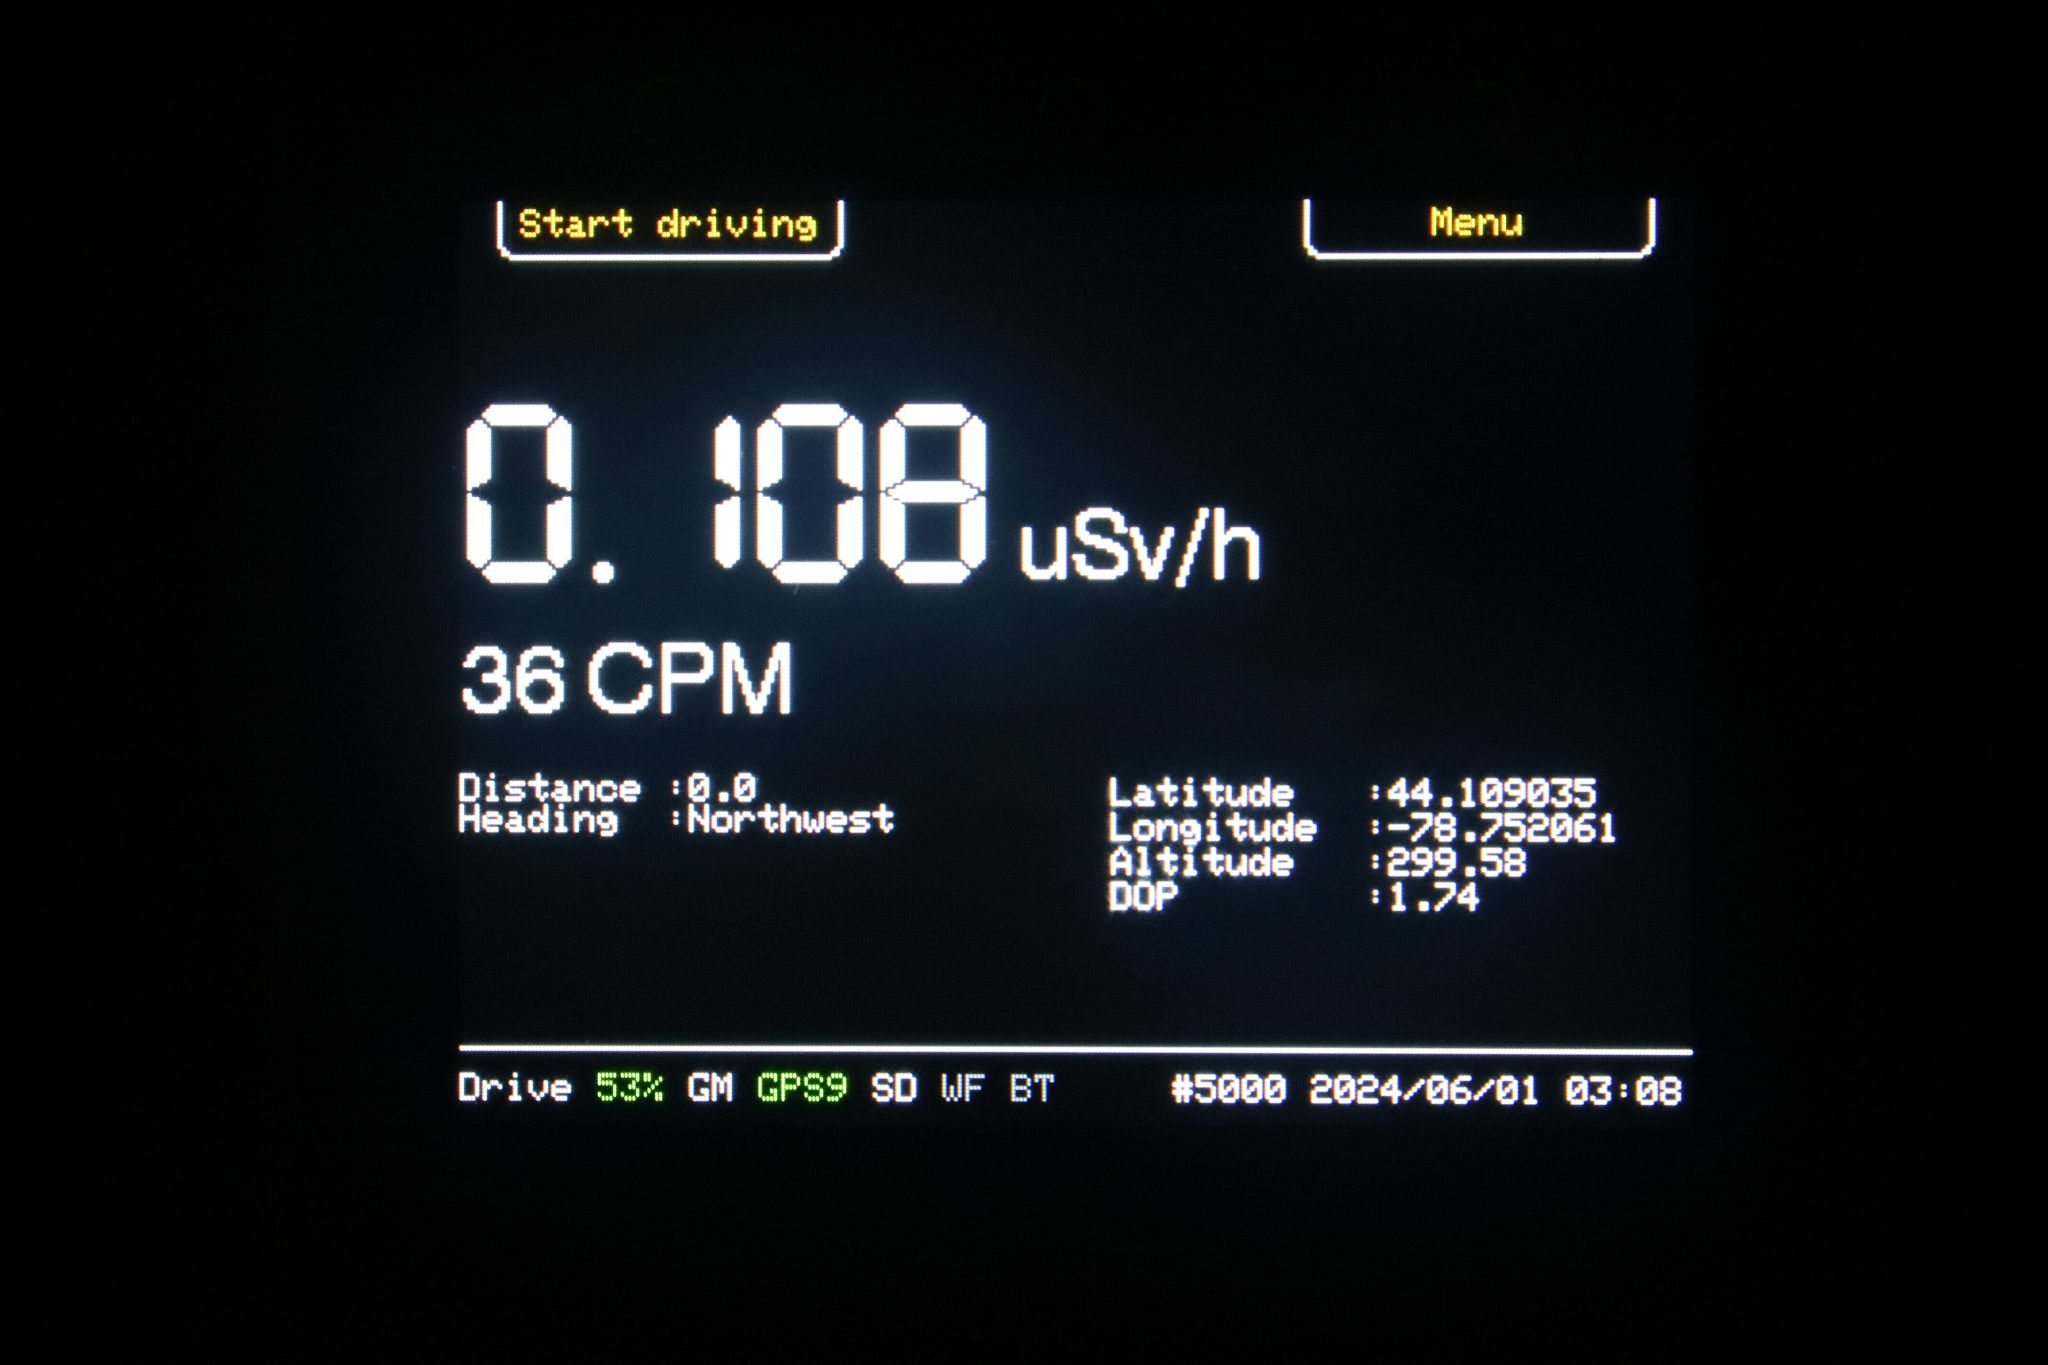 Start driving
Menu
0.108 uSv/h
36 CPM
Distance :0.0
Heading :Northwest
Latitude :44.109035
Longitude :-78.752061
Altitude :299.58
DOP :1.74
Drive 53% GM GPS9 SD WF BT #5000 2024/06/01 03:08